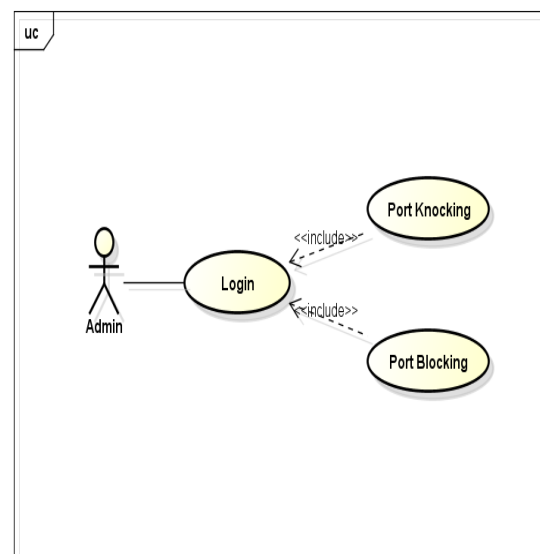 uc
Port Knocking
<<include>>
Login
<<include>>
Admin
Port Blocking